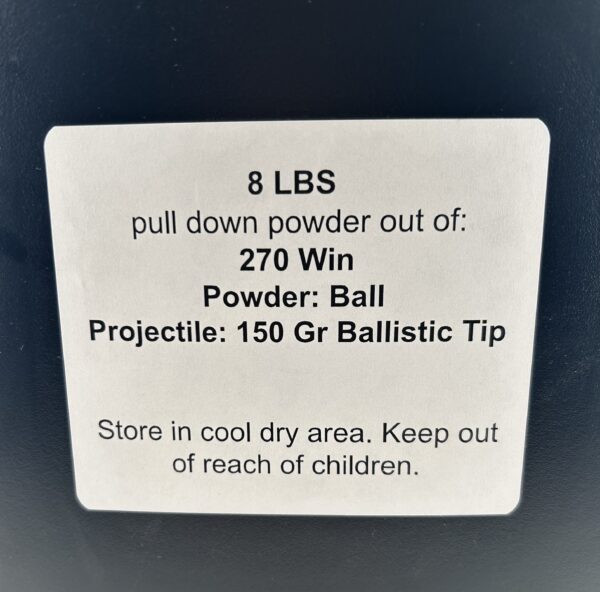 8 LBS
pull down powder out of:
270 Win
Powder: Ball
Projectile: 150 Gr Ballistic Tip
Store in cool dry area. Keep out
of reach of children.